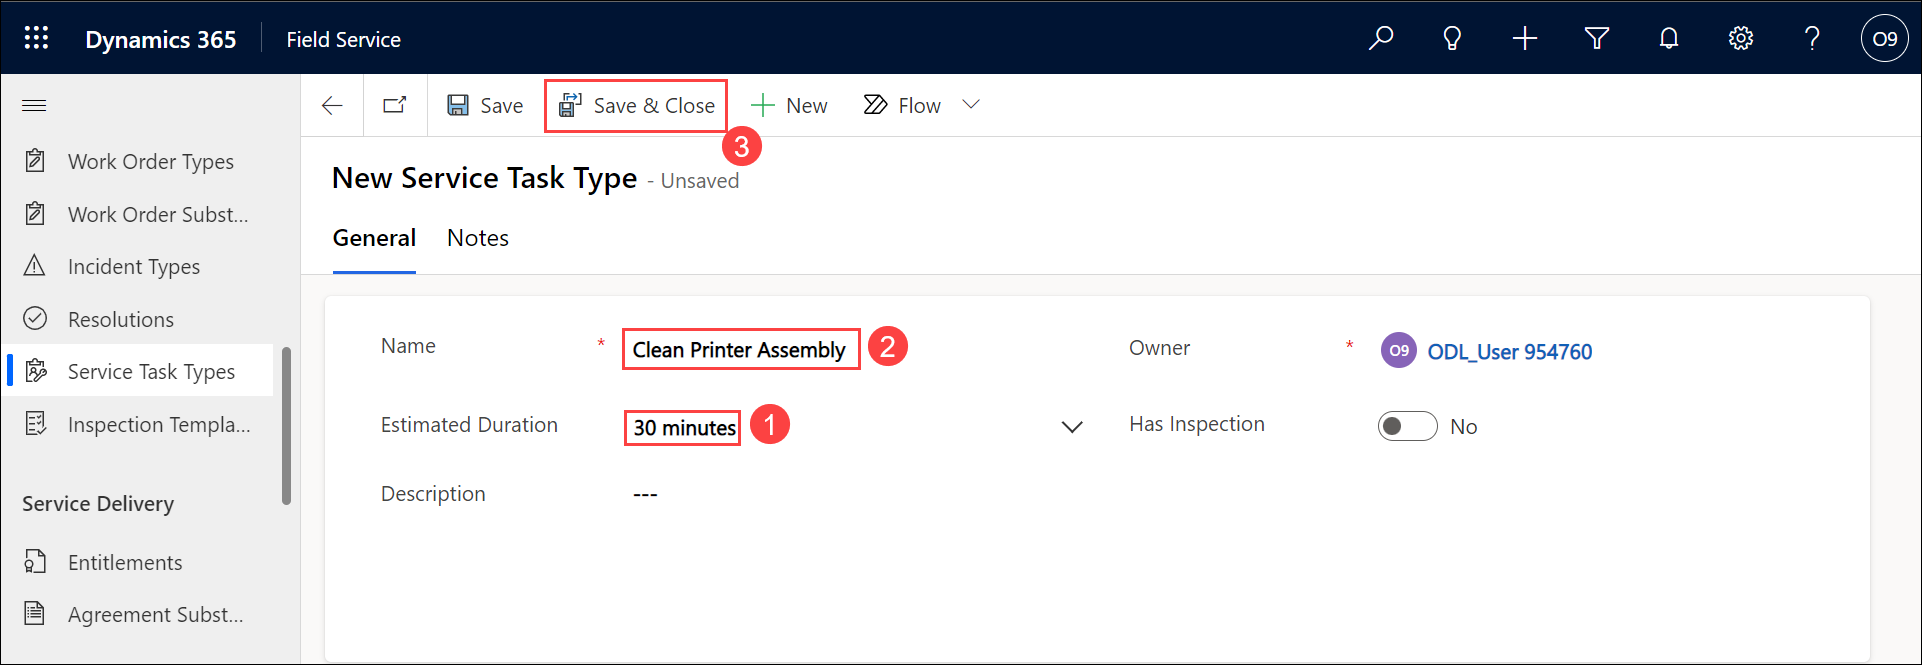 Dynamics 365 Field Service O9
Save Save & Close New Flow
3
Work Order Types
Work Order Subst...
Incident Types
Resolutions
Service Task Types
Inspection Templa...
Service Delivery
Entitlements
Agreement Subst...
New Service Task Type - Unsaved
General Notes
Name * Clean Printer Assembly 2
Owner * O9 ODL_User 954760
Estimated Duration 30 minutes 1
Has Inspection No
Description ---